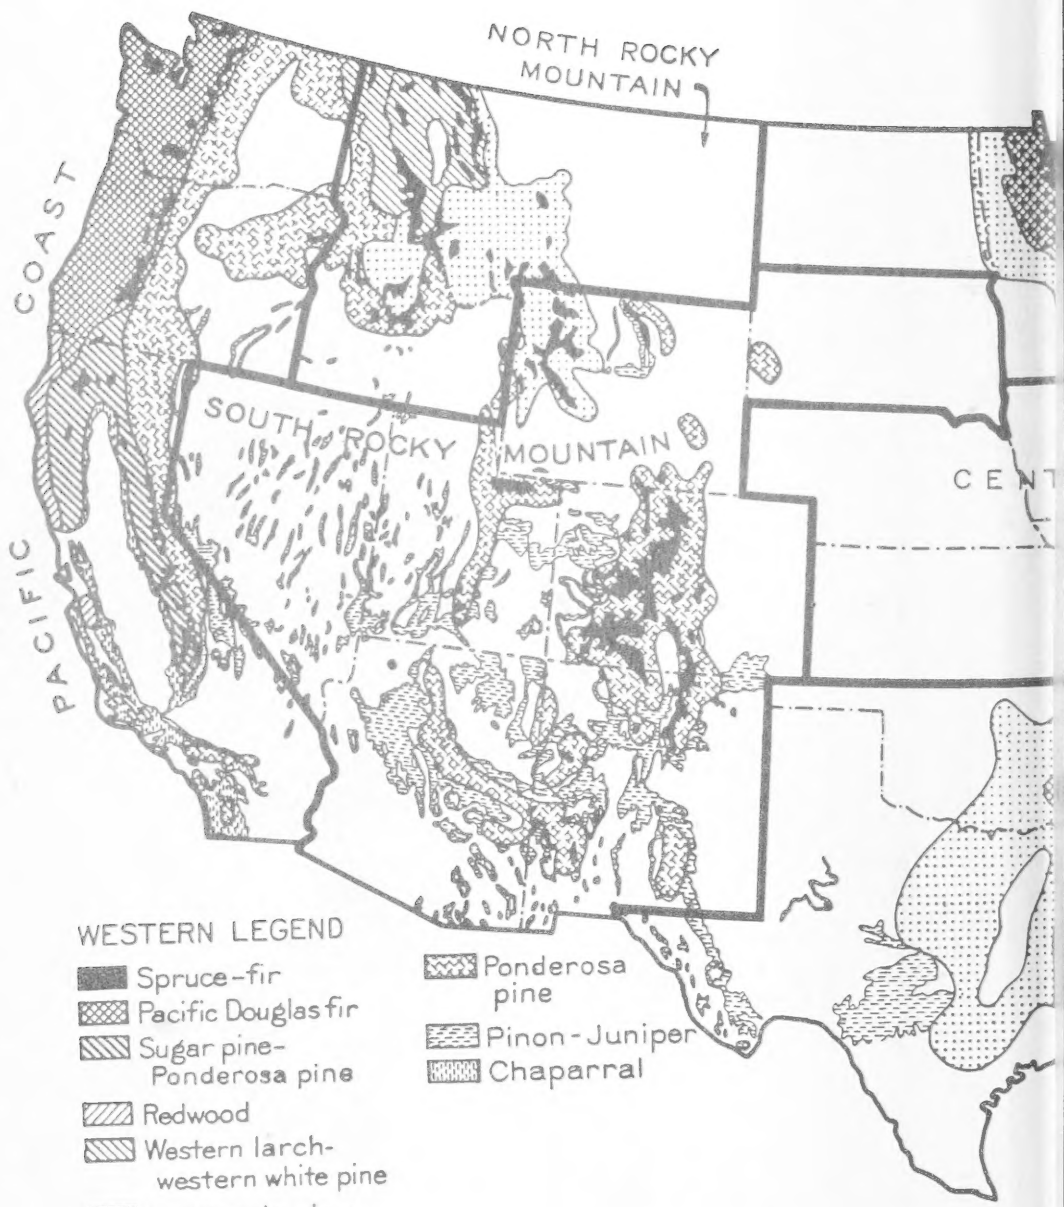 NORTH ROCKY
MOUNTAIN
COAST
PACIFIC
SOUTH ROCKY MOUNTAIN
CENT
WESTERN LEGEND
Spruce-fir
Pacific Douglas fir
Sugar pine-
Ponderosa pine
Redwood
Western larch-
western white pine
Ponderosa
pine
Pinon-Juniper
Chaparral